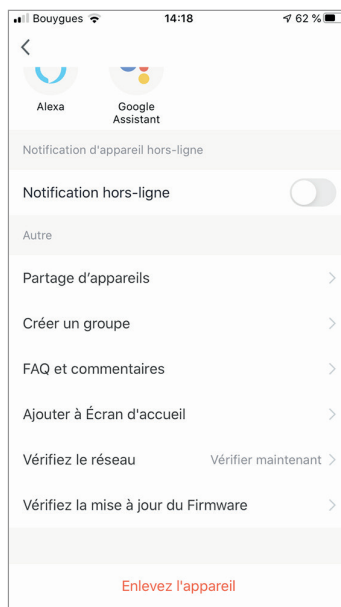 Bouygues 14:18 62 %
Alexa
Google
Assistant
Notification d'appareil hors-ligne
Notification hors-ligne
Autre
Partage d’appareils
Créer un groupe
FAQ et commentaires
Ajouter à Écran d'accueil
Vérifiez le réseau Vérifier maintenant
Vérifiez la mise à jour du Firmware
Enlevez l'appareil